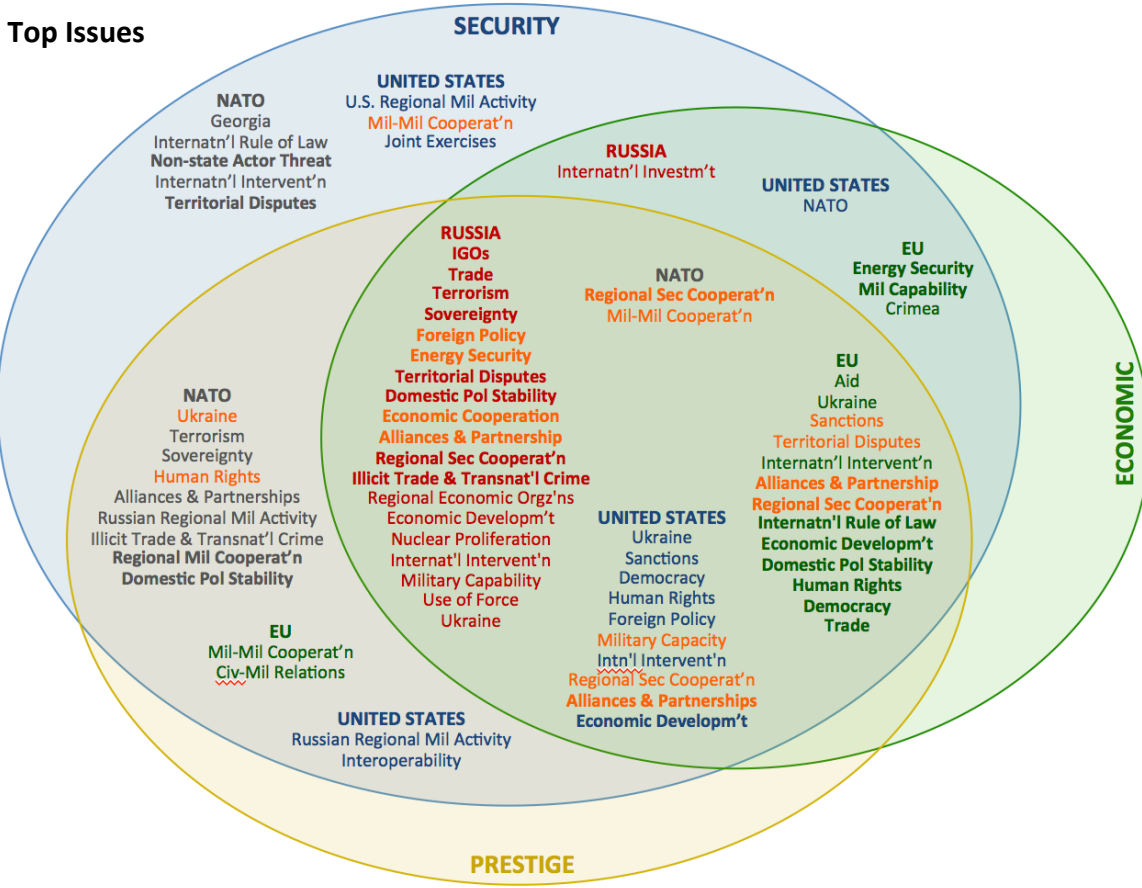 Top Issues
SECURITY
UNITED STATES
U.S. Regional Mil Activity
Mil-Mil Cooperat’n
Joint Exercises
NATO
Georgia
Internatn’l Rule of Law
Non-state Actor Threat
Internatn’l Intervent’n
Territorial Disputes
RUSSIA
Internatn’l Investm’t
UNITED STATES
NATO
EU
Energy Security
Mil Capability
Crimea
RUSSIA
IGOs
Trade
Terrorism
Sovereignty
Foreign Policy
Energy Security
Territorial Disputes
Domestic Pol Stability
Economic Cooperation
Alliances & Partnership
Regional Sec Cooperat’n
Illicit Trade & Transnat'l Crime
Regional Economic Orgz'ns
Economic Developm’t
Nuclear Proliferation
Internat'l Intervent'n
Military Capability
Use of Force
Ukraine
NATO
Regional Sec Cooperat’n
Mil-Mil Cooperat’n
EU
Aid
Ukraine
Sanctions
Territorial Disputes
Internatn’l Intervent’n
Alliances & Partnership
Regional Sec Cooperat'n
Internatn'l Rule of Law
Economic Developm’t
Domestic Pol Stability
Human Rights
Democracy
Trade
ECONOMIC
NATO
Ukraine
Terrorism
Sovereignty
Human Rights
Alliances & Partnerships
Russian Regional Mil Activity
Illicit Trade & Transnat’l Crime
Regional Mil Cooperat’n
Domestic Pol Stability
UNITED STATES
Ukraine
Sanctions
Democracy
Human Rights
Foreign Policy
Military Capacity
Intn'l Intervent'n
Regional Sec Cooperat’n
Alliances & Partnerships
Economic Developm’t
EU
Mil-Mil Cooperat’n
Civ-Mil Relations
UNITED STATES
Russian Regional Mil Activity
Interoperability
PRESTIGE